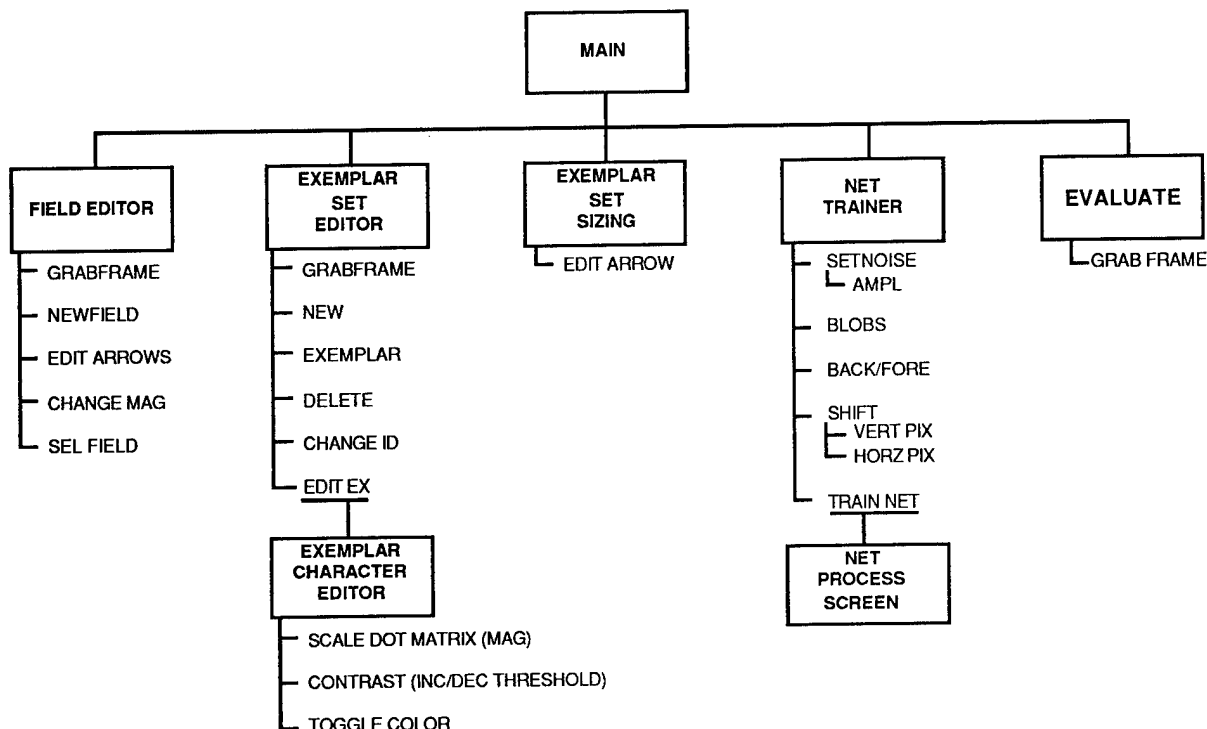 MAIN
FIELD EDITOR
GRABFRAME
NEWFIELD
EDIT ARROWS
CHANGE MAG
SEL FIELD
EXEMPLAR
SET
EDITOR
GRABFRAME
NEW
EXEMPLAR
DELETE
CHANGE ID
EDIT EX
EXEMPLAR
CHARACTER
EDITOR
SCALE DOT MATRIX (MAG)
CONTRAST (INC/DEC THRESHOLD)
TOGGLE COLOR
EXEMPLAR
SET
SIZING
EDIT ARROW
NET
TRAINER
SETNOISE
AMPL
BLOBS
BACK/FORE
SHIFT
VERT PIX
HORZ PIX
TRAIN NET
NET
PROCESS
SCREEN
EVALUATE
GRAB FRAME